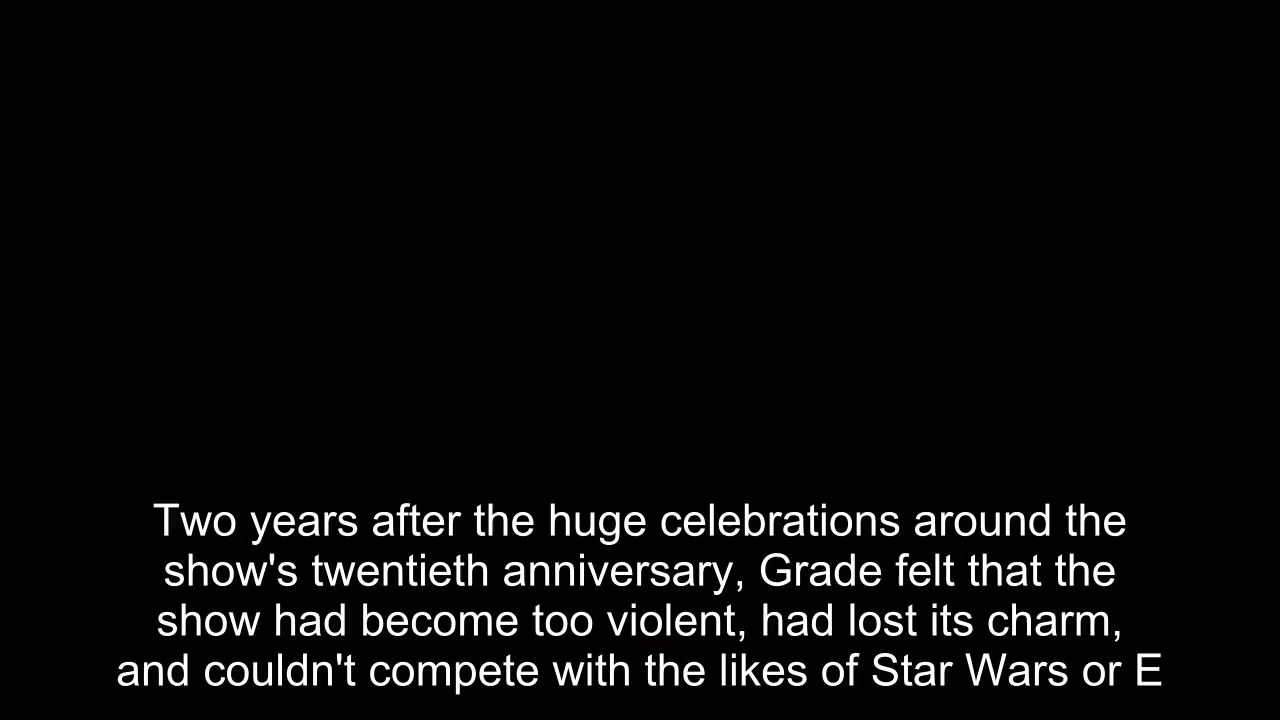 Two years after the huge celebrations around the
show's twentieth anniversary, Grade felt that the
show had become too violent, had lost its charm,
and couldn't compete with the likes of Star Wars or E